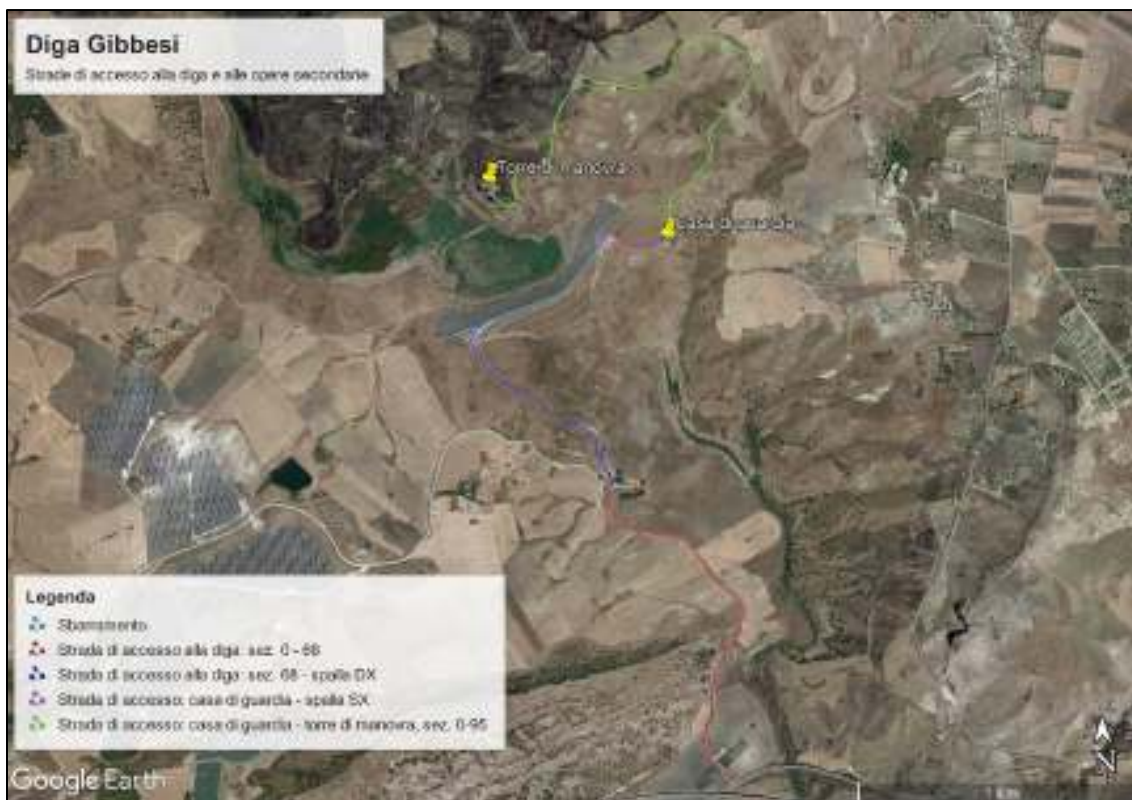 Diga Gibbesi
Strade di accesso alla diga e alle opere secondarie
Torre di manovra
Casa di guardia
Legenda
Sbarramento
Strada di accesso alla diga: sez. 0 - 68
Strada di accesso alla diga: sez. 68 - spalla DX
Strada di accesso: casa di guardia - spalla SX
Strada di accesso: casa di guardia - torre di manovra, sez. 0-95
Google Earth
N
1 km